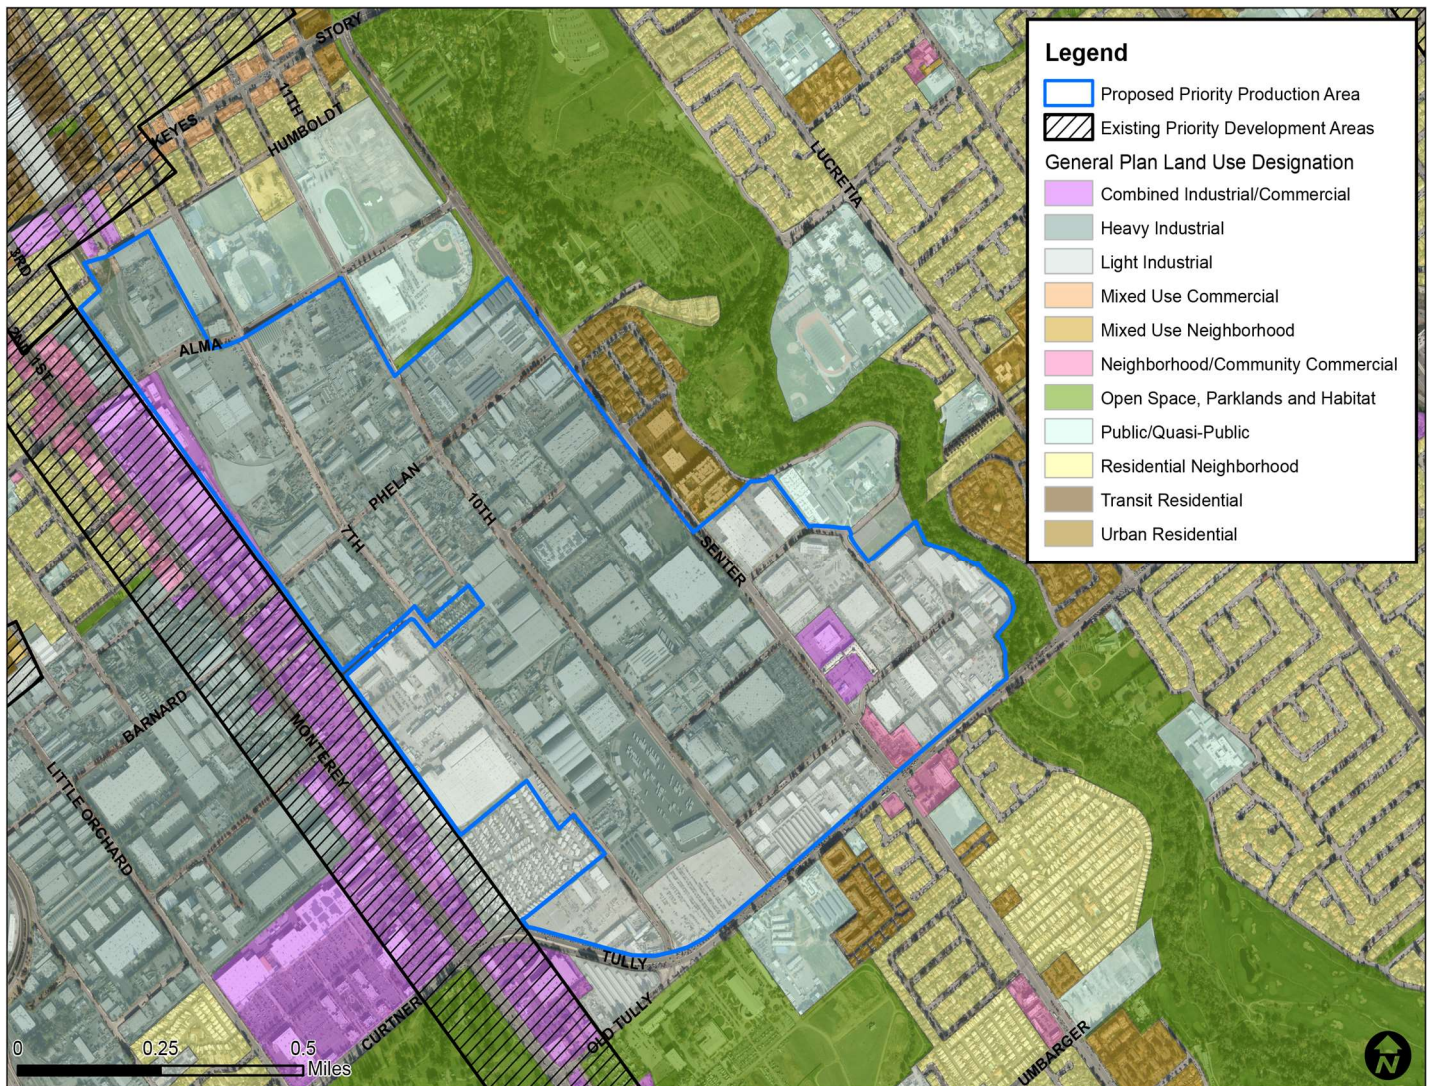 STORY
11TH
KEYES
HUMBOLDT
LUCRETIA
3RD
2ND
1ST
ALMA
PHELAN
10TH
7TH
SENTER
BARNARD
MONTEREY
LITTLE ORCHARD
TULLY
CURTNER
OLD TULLY
UMBARGER
Legend
Proposed Priority Production Area
Existing Priority Development Areas
General Plan Land Use Designation
Combined Industrial/Commercial
Heavy Industrial
Light Industrial
Mixed Use Commercial
Mixed Use Neighborhood
Neighborhood/Community Commercial
Open Space, Parklands and Habitat
Public/Quasi-Public
Residential Neighborhood
Transit Residential
Urban Residential
0 0.25 0.5
Miles
N